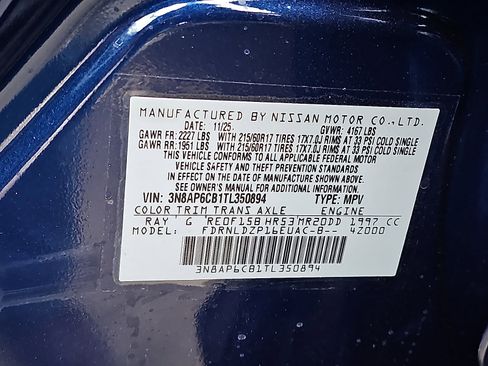 MANUFACTURED BY NISSAN MOTOR CO., LTD.
DATE: 11/25 GVWR: 4167 LBS
GAWR FR: 2227 LBS WITH 215/60R17 TIRES 17X7.0J RIMS AT 33 PSI COLD SINGLE
GAWR RR: 1951 LBS WITH 215/60R17 TIRES 17X7.0J RIMS AT 33 PSI COLD SINGLE
THIS VEHICLE CONFORMS TO ALL APPLICABLE FEDERAL MOTOR
VEHICLE SAFETY, BUMPER, AND THEFT PREVENTION STANDARDS
IN EFFECT ON THE DATE OF MANUFACTURE SHOWN ABOVE.
SEE OWNER'S MANUAL FOR ADDITIONAL INFORMATION.
VIN: 3N8AP6CB1TL350894 TYPE: MPV
COLOR TRIM TRANS AXLE ENGINE
RAY G RE0F15B HR53 MR20DD 1997 CC
FDRNLDZP16EUAC-B-- 4Z000
3N8AP6CB1TL350894